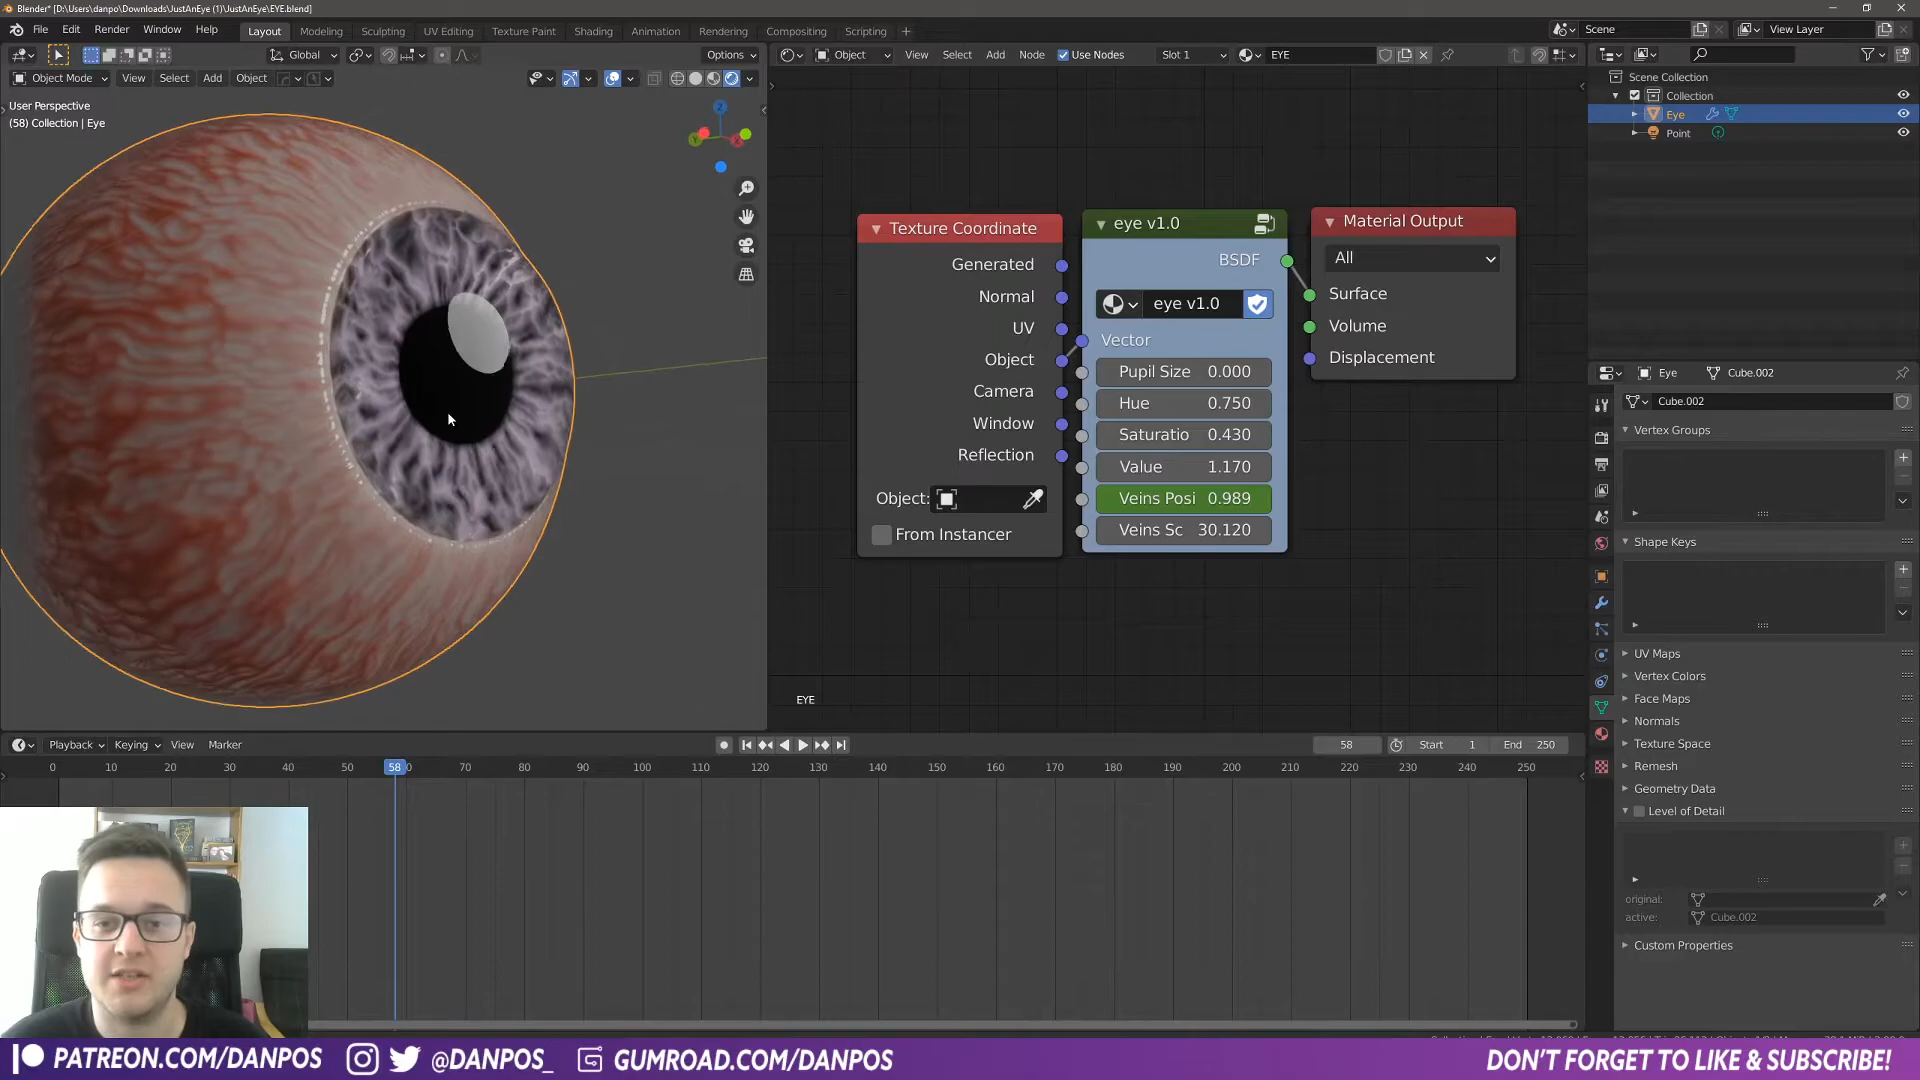 Blender* [D:\Users\danpo\Downloads\JustAnEye (1)\JustAnEye\EYE.blend]
File Edit Render Window Help Layout Modeling Sculpting UV Editing Texture Paint Shading Animation Rendering Compositing Scripting + Scene View Layer
Global Options
Object View Select Add Node Use Nodes Slot 1 EYE
Object Mode View Select Add Object
User Perspective
(58) Collection | Eye
Scene Collection
Collection
Eye
Point
Texture Coordinate
Generated
Normal
UV
Object
Camera
Window
Reflection
Object:
From Instancer
eye v1.0
BSDF
eye v1.0
Vector
Pupil Size 0.000
Hue 0.750
Saturatio 0.430
Value 1.170
Veins Posi 0.989
Veins Sc 30.120
Material Output
All
Surface
Volume
Displacement
EYE
Eye Cube.002
Cube.002
Vertex Groups
Shape Keys
UV Maps
Vertex Colors
Face Maps
Normals
Texture Space
Remesh
Geometry Data
Level of Detail
original:
active: Cube.002
Custom Properties
Playback Keying View Marker 58 Start 1 End 250
0 10 20 30 40 50 58 0 70 80 90 100 110 120 130 140 150 160 170 180 190 200 210 220 230 240 250
PATREON.COM/DANPOS @DANPOS_ GUMROAD.COM/DANPOS DON'T FORGET TO LIKE & SUBSCRIBE!